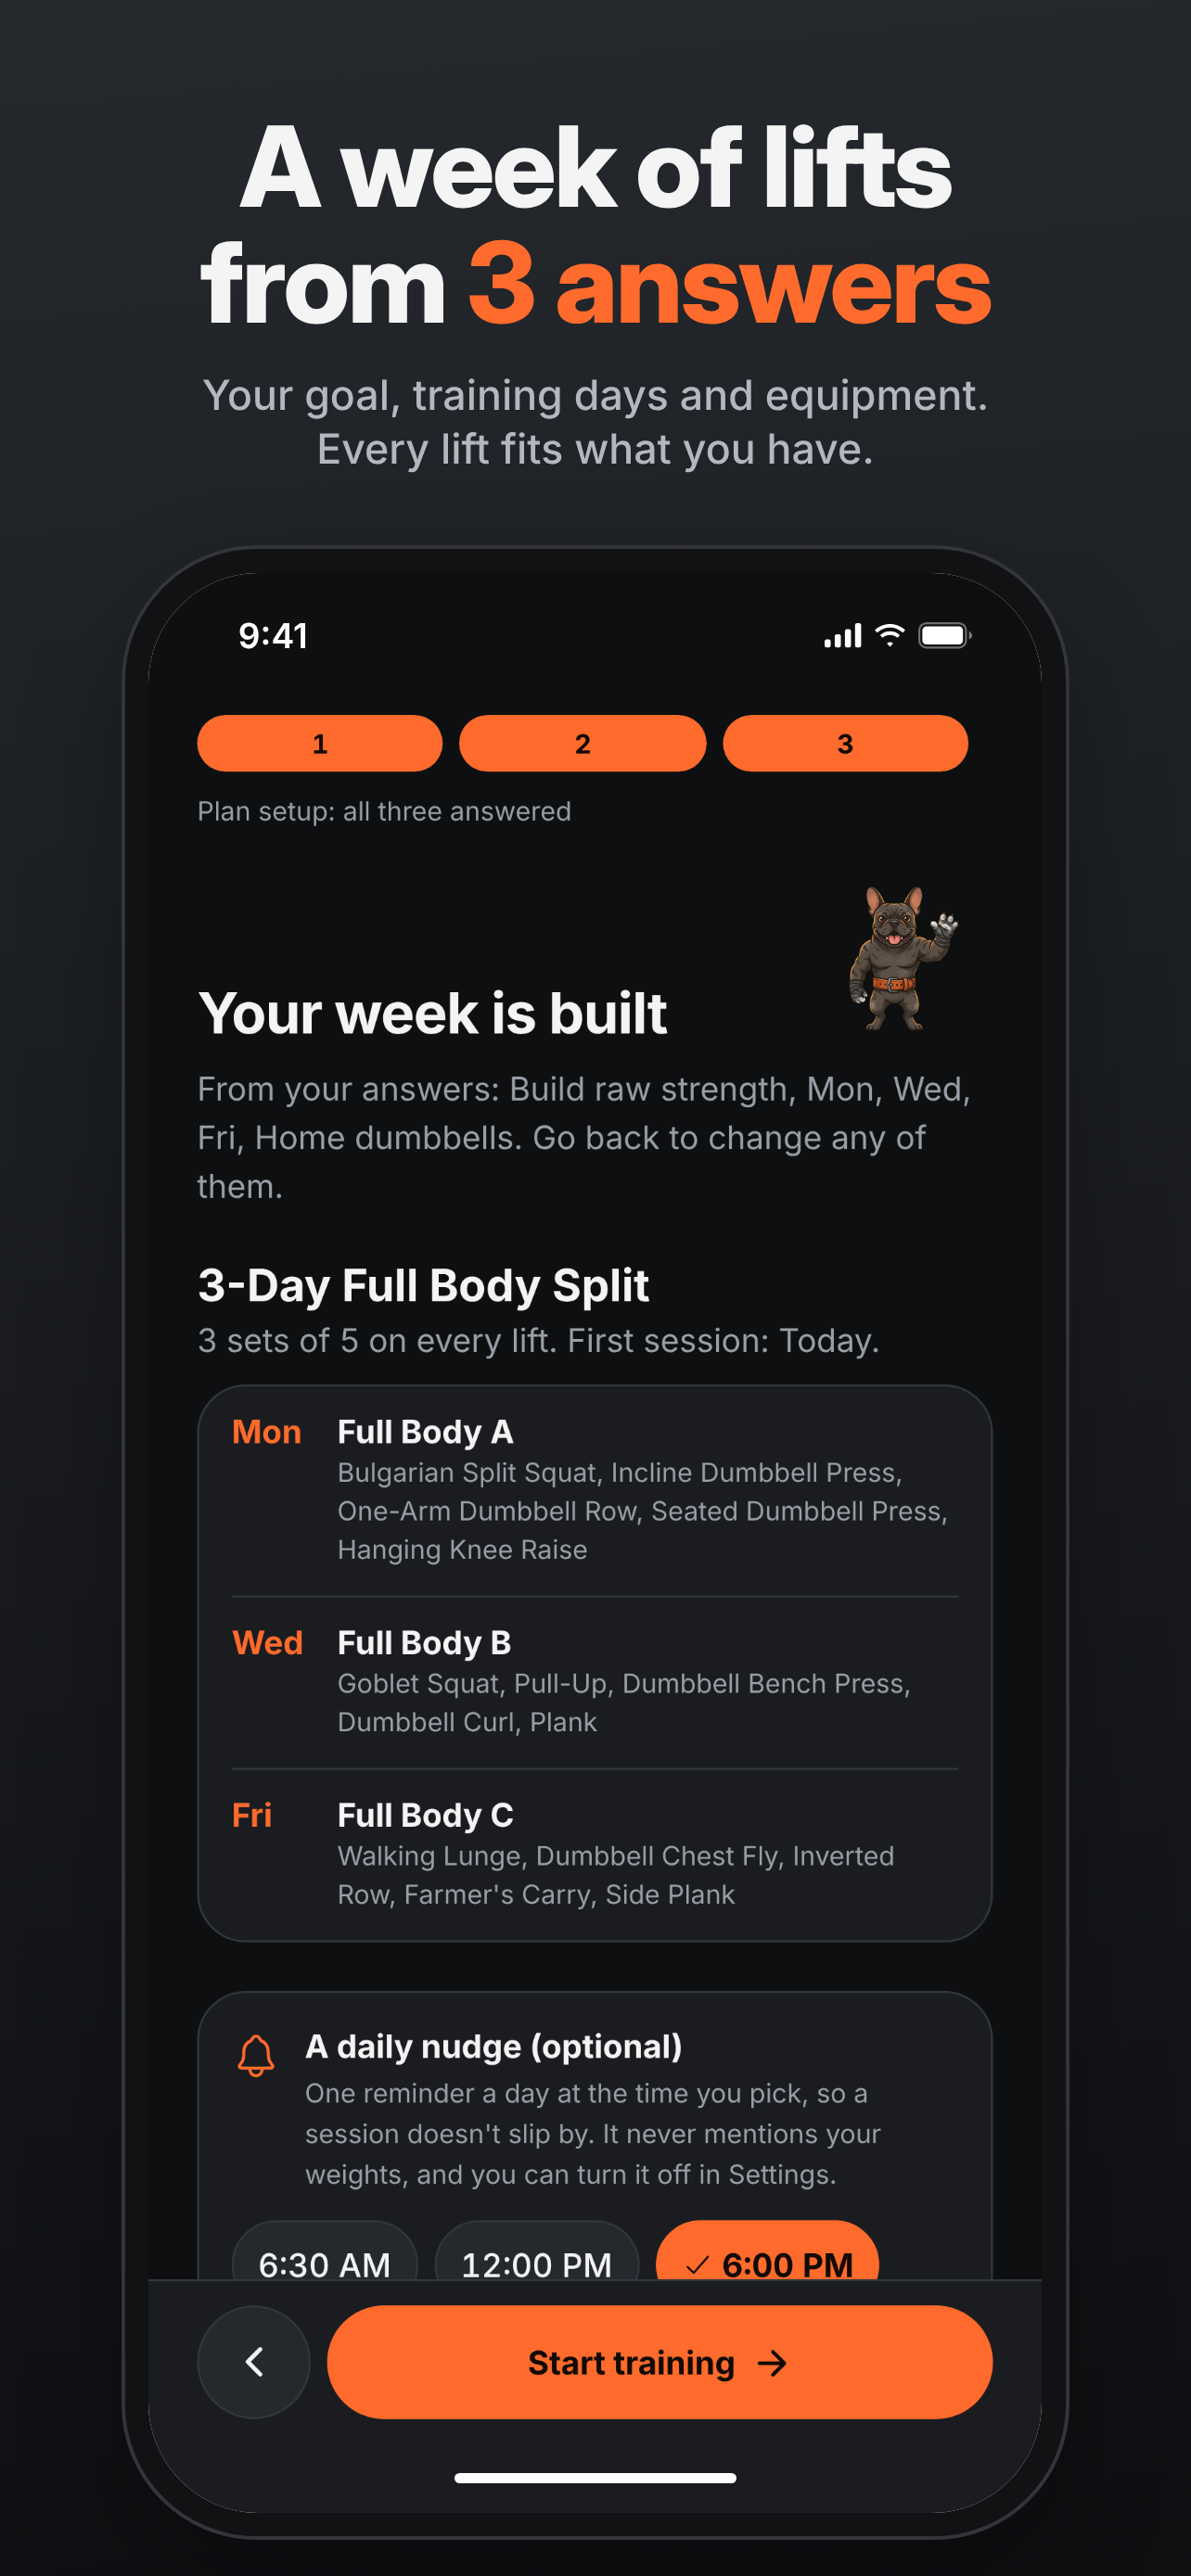 A week of lifts
from 3 answers
Your goal, training days and equipment.
Every lift fits what you have.
9:41
1
2
3
Plan setup: all three answered
Your week is built
From your answers: Build raw strength, Mon, Wed,
Fri, Home dumbbells. Go back to change any of
them.
3-Day Full Body Split
3 sets of 5 on every lift. First session: Today.
Mon
Full Body A
Bulgarian Split Squat, Incline Dumbbell Press,
One-Arm Dumbbell Row, Seated Dumbbell Press,
Hanging Knee Raise
Wed
Full Body B
Goblet Squat, Pull-Up, Dumbbell Bench Press,
Dumbbell Curl, Plank
Fri
Full Body C
Walking Lunge, Dumbbell Chest Fly, Inverted
Row, Farmer's Carry, Side Plank
A daily nudge (optional)
One reminder a day at the time you pick, so a
session doesn't slip by. It never mentions your
weights, and you can turn it off in Settings.
6:30 AM
12:00 PM
6:00 PM
Start training